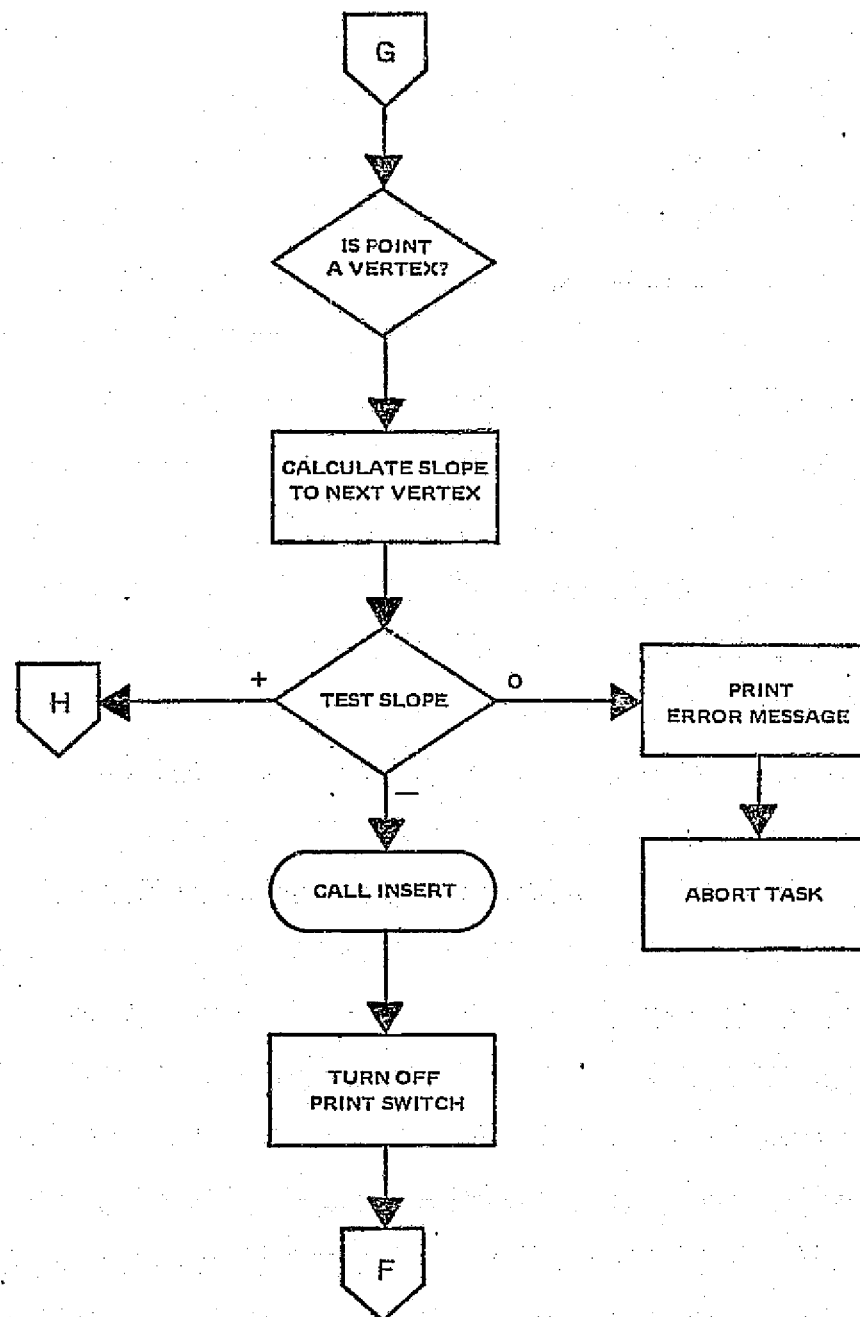 G
IS POINT
A VERTEX?
CALCULATE SLOPE
TO NEXT VERTEX
H
+
TEST SLOPE
O
PRINT
ERROR MESSAGE
—
CALL INSERT
ABORT TASK
TURN OFF
PRINT SWITCH
F